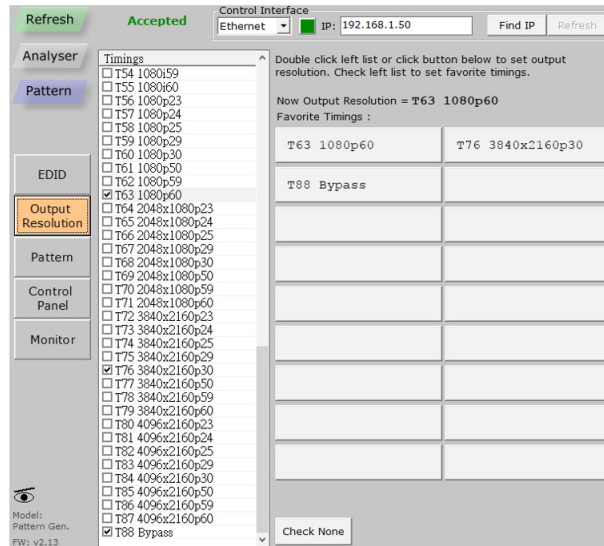 Refresh
Accepted
Control Interface
Ethernet
IP: 192.168.1.50
Find IP
Refresh
Analyser
Pattern
EDID
Output
Resolution
Pattern
Control
Panel
Monitor
Model:
Pattern Gen.
FW: v2.13
Timings
T54 1080i59
T55 1080i60
T56 1080p23
T57 1080p24
T58 1080p25
T59 1080p29
T60 1080p30
T61 1080p50
T62 1080p59
T63 1080p60
T64 2048x1080p23
T65 2048x1080p24
T66 2048x1080p25
T67 2048x1080p29
T68 2048x1080p30
T69 2048x1080p50
T70 2048x1080p59
T71 2048x1080p60
T72 3840x2160p23
T73 3840x2160p24
T74 3840x2160p25
T75 3840x2160p29
T76 3840x2160p30
T77 3840x2160p50
T78 3840x2160p59
T79 3840x2160p60
T80 4096x2160p23
T81 4096x2160p24
T82 4096x2160p25
T83 4096x2160p29
T84 4096x2160p30
T85 4096x2160p50
T86 4096x2160p59
T87 4096x2160p60
T88 Bypass
Double click left list or click button below to set output
resolution. Check left list to set favorite timings.
Now Output Resolution = T63 1080p60
Favorite Timings :
T63 1080p60
T76 3840x2160p30
T88 Bypass
Check None